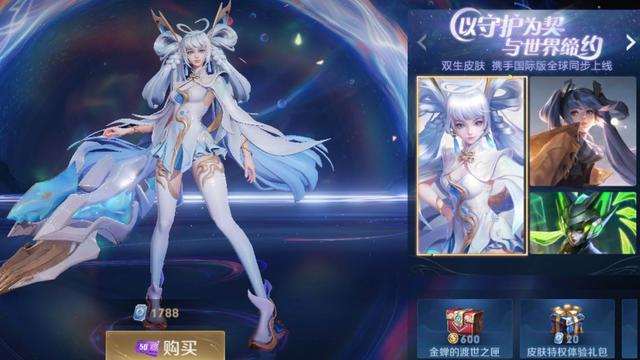 以守护为契
与世界缔约
双生皮肤 携手国际版全球同步上线
1788
购买
600
20
金蝉的渡世之匣
皮肤特权体验礼包